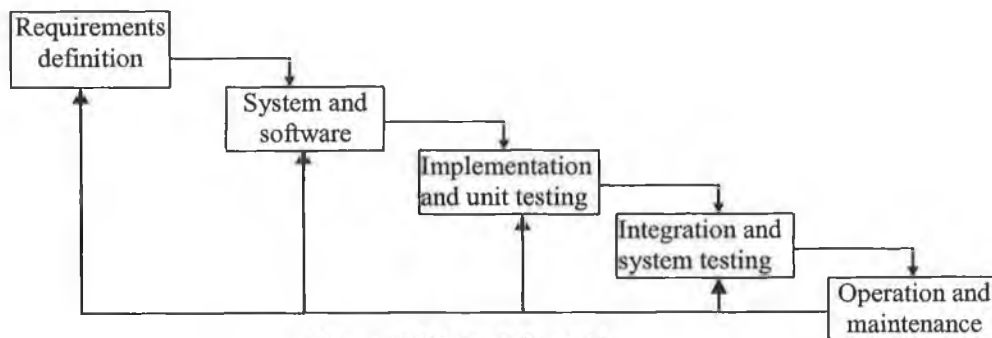 Requirements
definition
System and
software
Implementation
and unit testing
Integration and
system testing
Operation and
maintenance